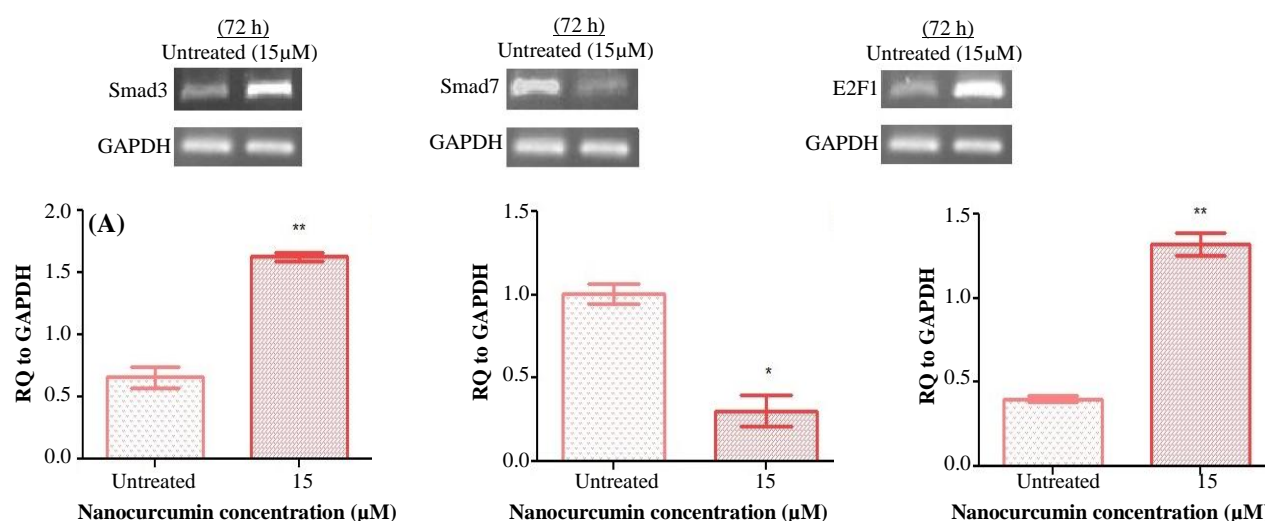 (72 h)
Untreated (15µM)
Smad3
GAPDH
(72 h)
Untreated (15µM)
Smad7
GAPDH
(72 h)
Untreated (15µM)
E2F1
GAPDH
(A)
RQ to GAPDH
2.0
1.5
1.0
0.5
0.0
**
Untreated 15
Nanocurcumin concentration (µM)
RQ to GAPDH
1.5
1.0
0.5
0.0
*
Untreated 15
Nanocurcumin concentration (µM)
RQ to GAPDH
1.5
1.0
0.5
0.0
**
Untreated 15
Nanocurcumin concentration (µM)